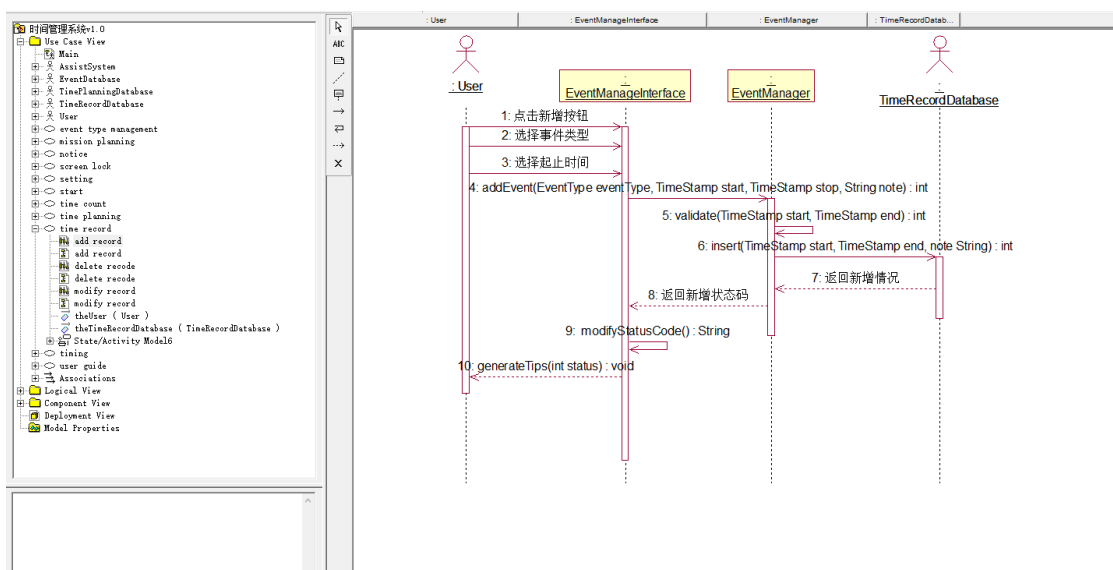 时间管理系统v1.0
Use Case View
Main
AssistSystem
EventDatabase
TimePlanningDatabase
TimeRecordDatabase
User
event type management
mission planning
notice
screen lock
setting
start
time count
time planning
time record
add record
add record
delete recode
delete recode
modify record
modify record
theUser ( User )
theTimeRecordDatabase ( TimeRecordDatabase )
State/Activity Model6
timing
user guide
Associations
Logical View
Component View
Deployment View
Model Properties
ABC
: User
: EventManageInterface
: EventManager
: TimeRecordDatab...
: User
:
EventManageInterface
:
EventManager
:
TimeRecordDatabase
1: 点击新增按钮
2: 选择事件类型
3: 选择起止时间
4: addEvent(EventType eventType, TimeStamp start, TimeStamp stop, String note) : int
5: validate(TimeStamp start, TimeStamp end) : int
6: insert(TimeStamp start, TimeStamp end, note String) : int
7: 返回新增情况
8: 返回新增状态码
9: modifyStatusCode() : String
10: generateTips(int status) : void